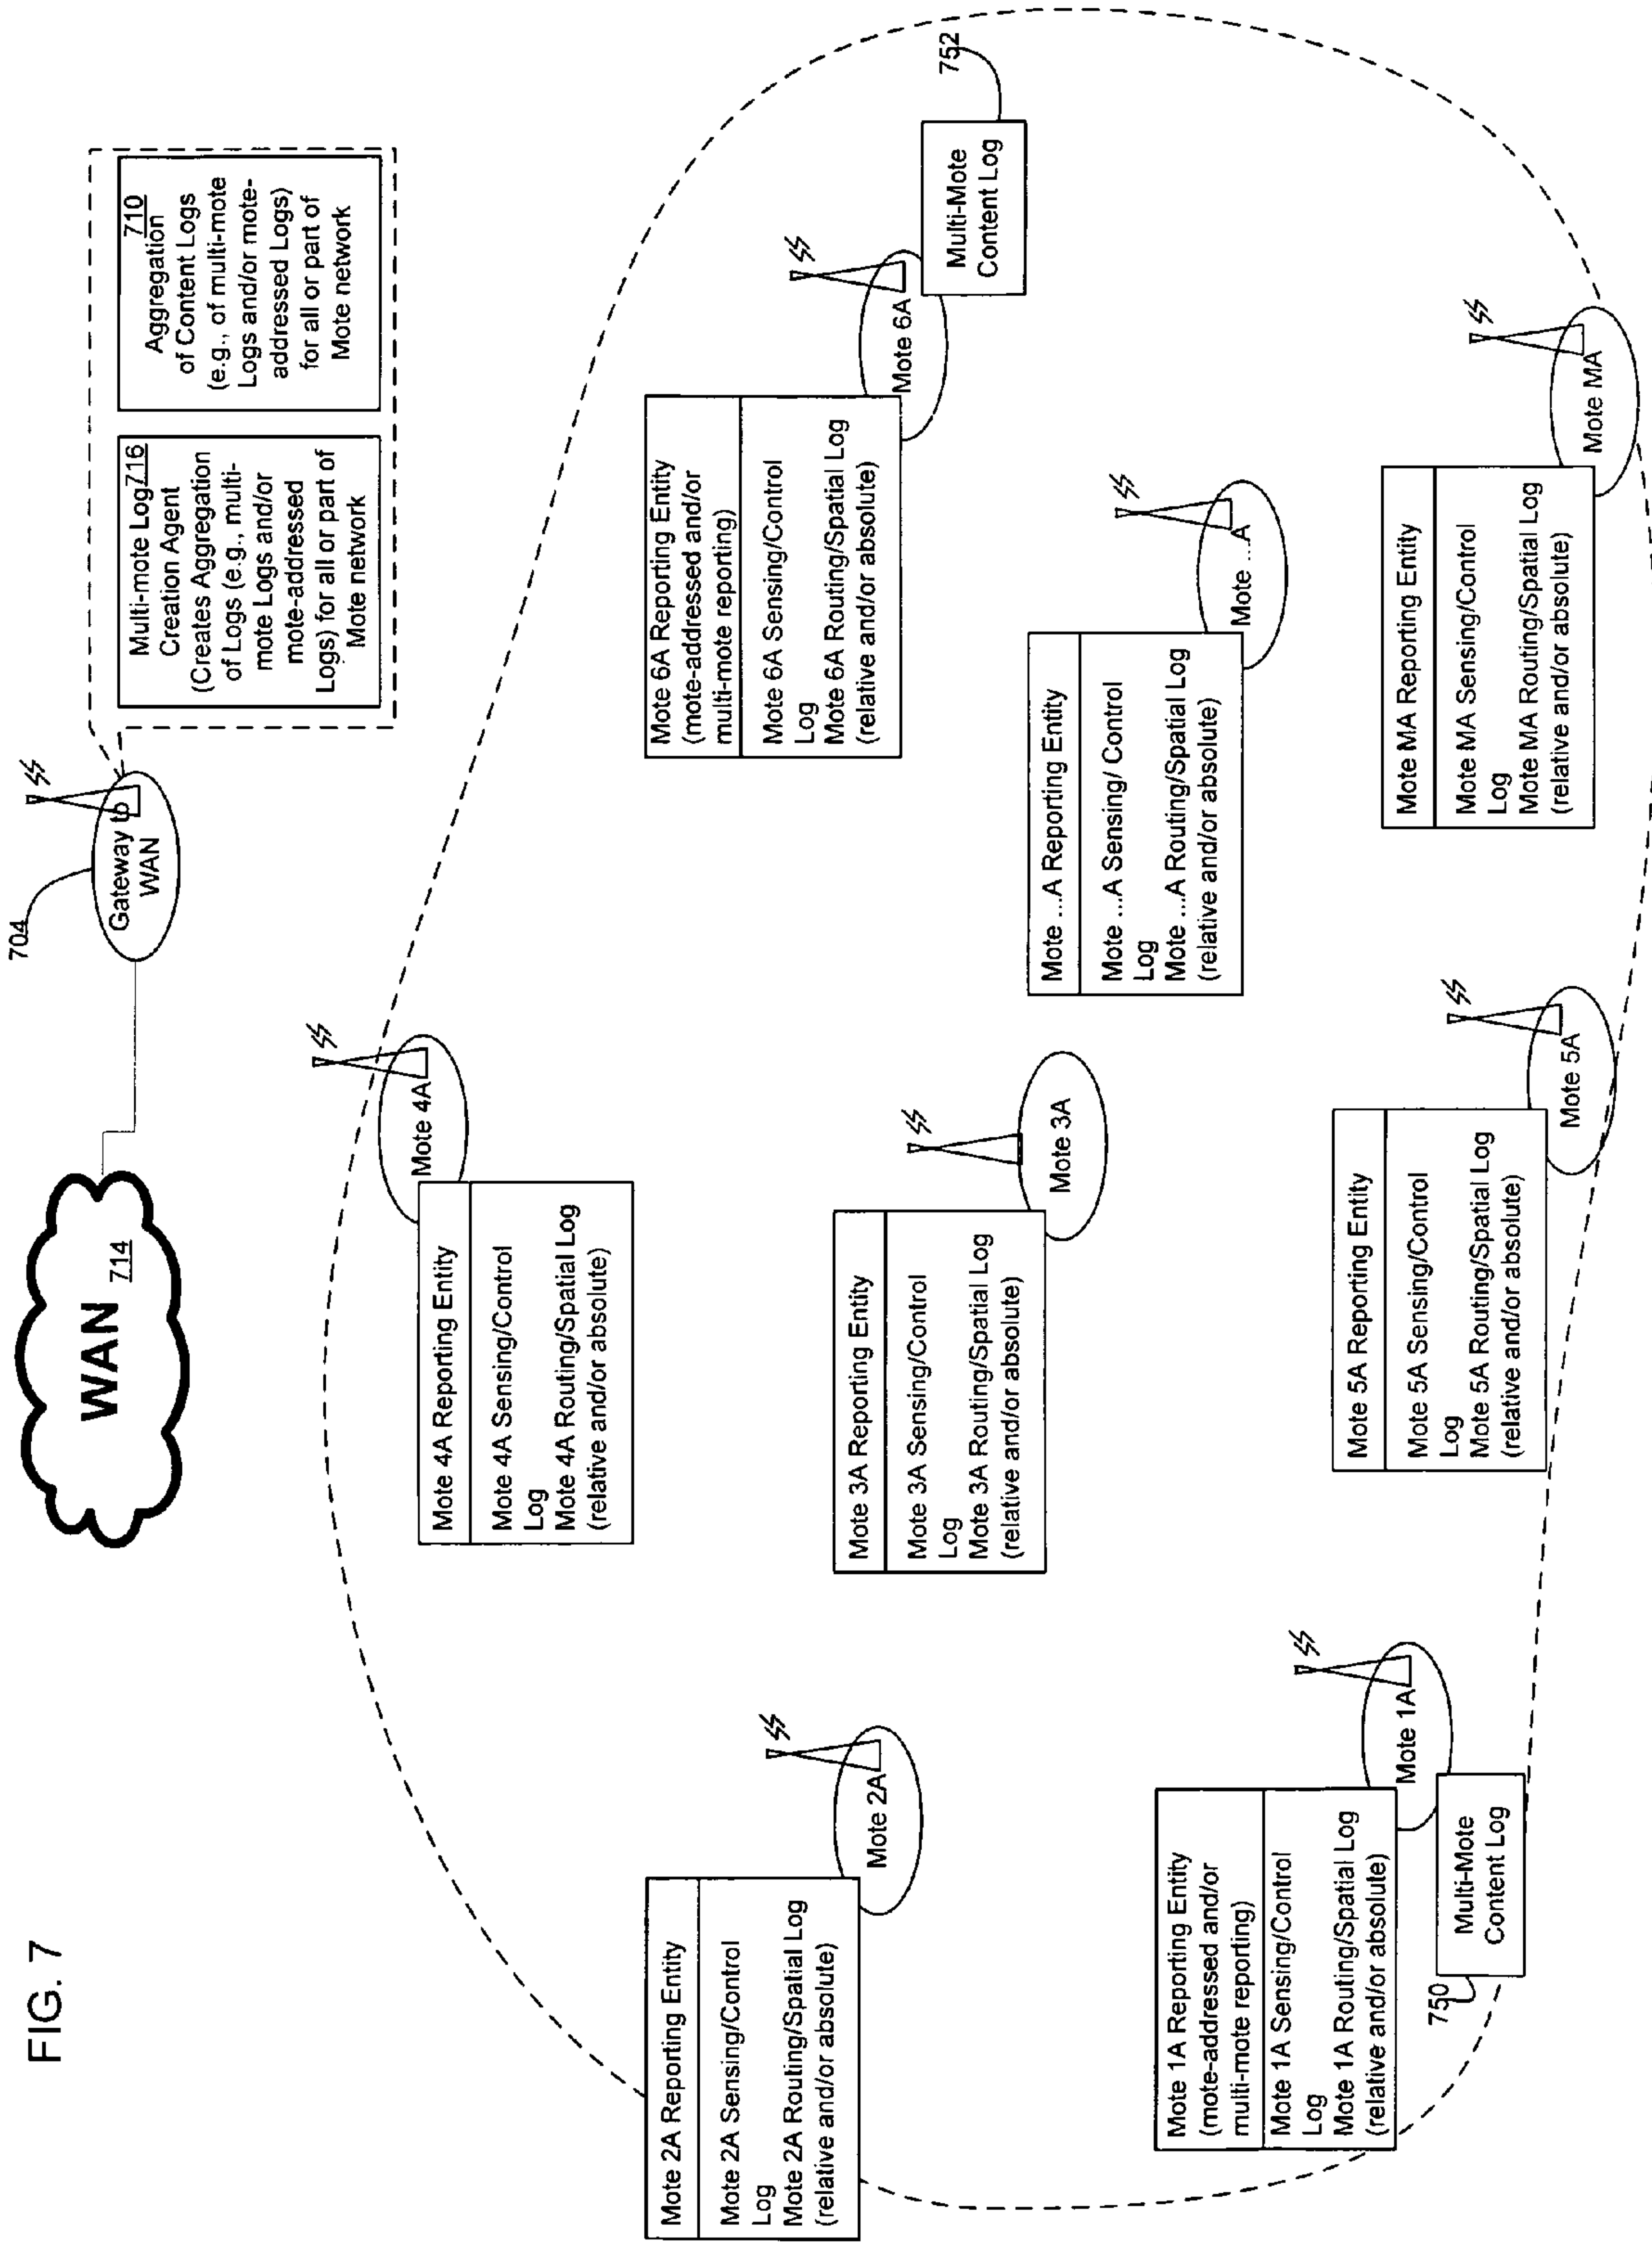 FIG. 7
WAN
714
704
Gateway to
WAN
Multi-mote Log 716
Creation Agent
(Creates Aggregation
of Logs (e.g., multi-
mote Logs and/or
mote-addressed
Logs) for all or part of
Mote network
710
Aggregation
of Content Logs
(e.g., of multi-mote
Logs and/or mote-
addressed Logs)
for all or part of
Mote network
Mote 4A Reporting Entity
Mote 4A Sensing/Control
Log
Mote 4A Routing/Spatial Log
(relative and/or absolute)
Mote 4A
Mote 2A Reporting Entity
Mote 2A Sensing/Control
Log
Mote 2A Routing/Spatial Log
(relative and/or absolute)
Mote 2A
Mote 3A Reporting Entity
Mote 3A Sensing/Control
Log
Mote 3A Routing/Spatial Log
(relative and/or absolute)
Mote 3A
Mote 6A Reporting Entity
(mote-addressed and/or
multi-mote reporting)
Mote 6A Sensing/Control
Log
Mote 6A Routing/Spatial Log
(relative and/or absolute)
Mote 6A
Multi-Mote
Content Log
752
Mote ...A Reporting Entity
Mote ...A Sensing/ Control
Log
Mote ...A Routing/Spatial Log
(relative and/or absolute)
Mote ...A
Mote 1A Reporting Entity
(mote-addressed and/or
multi-mote reporting)
Mote 1A Sensing/Control
Log
Mote 1A Routing/Spatial Log
(relative and/or absolute)
Mote 1A
750
Multi-Mote
Content Log
Mote 5A Reporting Entity
Mote 5A Sensing/Control
Log
Mote 5A Routing/Spatial Log
(relative and/or absolute)
Mote 5A
Mote MA Reporting Entity
Mote MA Sensing/Control
Log
Mote MA Routing/Spatial Log
(relative and/or absolute)
Mote MA